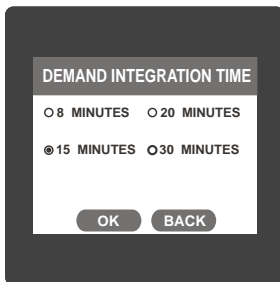 DEMAND INTEGRATION TIME
8 MINUTES 20 MINUTES
15 MINUTES 30 MINUTES
OK BACK